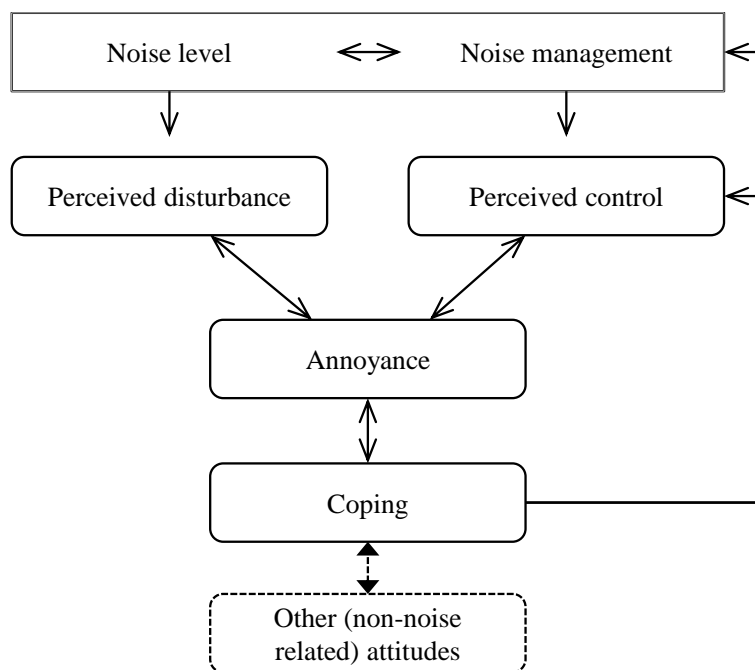 Noise level
Noise management
Perceived disturbance
Perceived control
Annoyance
Coping
Other (non-noise
related) attitudes